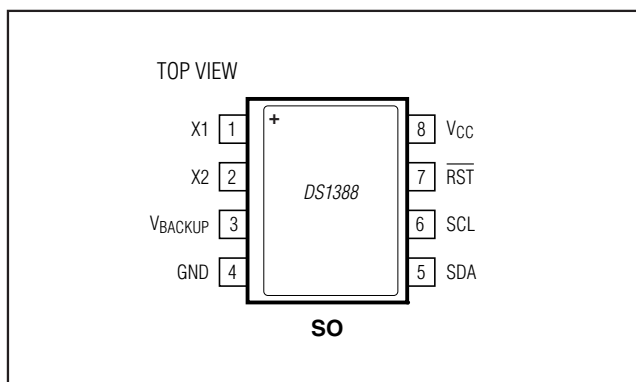 TOP VIEW
X1 1
X2 2
VBACKUP 3
GND 4
+
DS1388
8 VCC
7 RST
6 SCL
5 SDA
SO